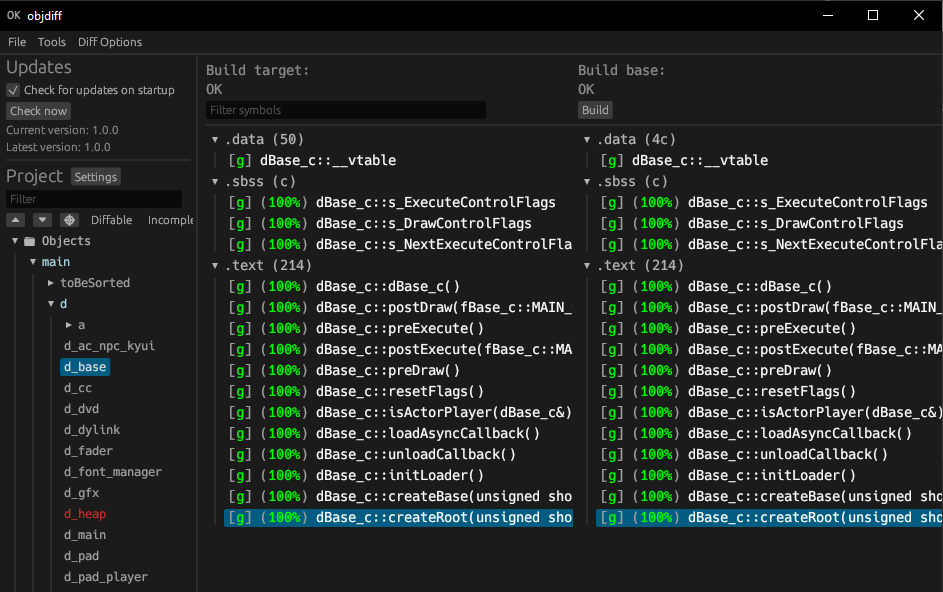 OK objdiff
File Tools Diff Options
Updates
Check for updates on startup
Check now
Current version: 1.0.0
Latest version: 1.0.0
Project Settings
Filter
Diffable Incomple
Objects
main
toBeSorted
d
a
d_ac_npc_kyui
d_base
d_cc
d_dvd
d_dylink
d_fader
d_font_manager
d_gfx
d_heap
d_main
d_pad
d_pad_player
Build target:
OK
Filter symbols
.data (50)
[g] dBase_c::__vtable
.sbss (c)
[g] (100%) dBase_c::s_ExecuteControlFlags
[g] (100%) dBase_c::s_DrawControlFlags
[g] (100%) dBase_c::s_NextExecuteControlFla
.text (214)
[g] (100%) dBase_c::dBase_c()
[g] (100%) dBase_c::postDraw(fBase_c::MAIN_
[g] (100%) dBase_c::preExecute()
[g] (100%) dBase_c::postExecute(fBase_c::MA
[g] (100%) dBase_c::preDraw()
[g] (100%) dBase_c::resetFlags()
[g] (100%) dBase_c::isActorPlayer(dBase_c&)
[g] (100%) dBase_c::loadAsyncCallback()
[g] (100%) dBase_c::unloadCallback()
[g] (100%) dBase_c::initLoader()
[g] (100%) dBase_c::createBase(unsigned sho
[g] (100%) dBase_c::createRoot(unsigned sho
Build base:
OK
Build
.data (4c)
[g] dBase_c::__vtable
.sbss (c)
[g] (100%) dBase_c::s_ExecuteControlFlags
[g] (100%) dBase_c::s_DrawControlFlags
[g] (100%) dBase_c::s_NextExecuteControlFla
.text (214)
[g] (100%) dBase_c::dBase_c()
[g] (100%) dBase_c::postDraw(fBase_c::MAIN_
[g] (100%) dBase_c::preExecute()
[g] (100%) dBase_c::postExecute(fBase_c::MA
[g] (100%) dBase_c::preDraw()
[g] (100%) dBase_c::resetFlags()
[g] (100%) dBase_c::isActorPlayer(dBase_c&)
[g] (100%) dBase_c::loadAsyncCallback()
[g] (100%) dBase_c::unloadCallback()
[g] (100%) dBase_c::initLoader()
[g] (100%) dBase_c::createBase(unsigned sho
[g] (100%) dBase_c::createRoot(unsigned sho